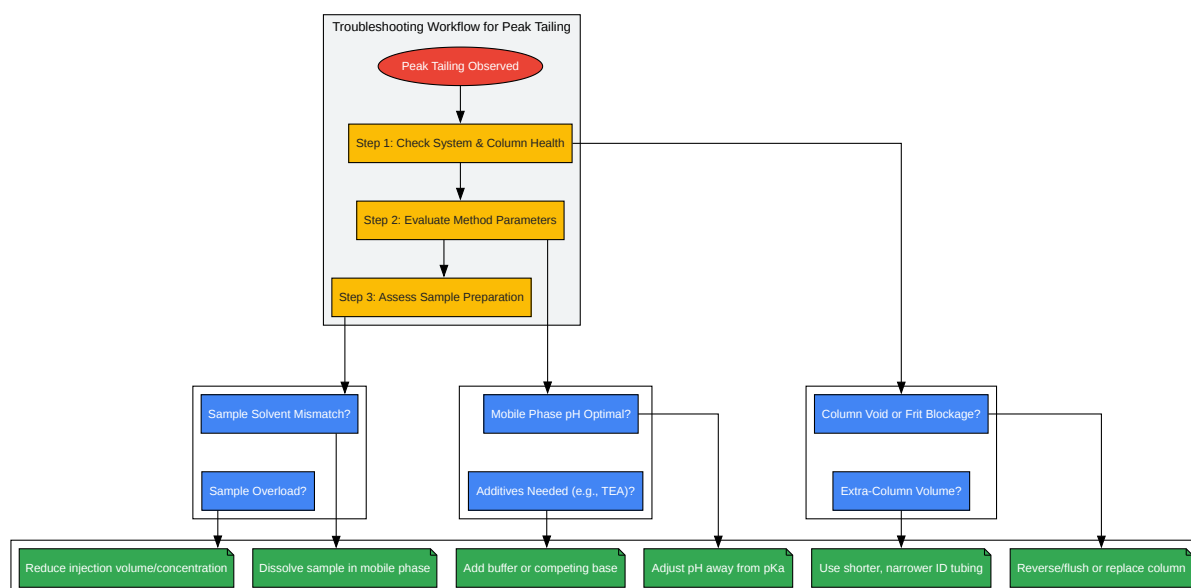 Troubleshooting Workflow for Peak Tailing
Peak Tailing Observed
Step 1: Check System & Column Health
Step 2: Evaluate Method Parameters
Step 3: Assess Sample Preparation
Sample Solvent Mismatch?
Mobile Phase pH Optimal?
Column Void or Frit Blockage?
Sample Overload?
Additives Needed (e.g., TEA)?
Extra-Column Volume?
Reduce injection volume/concentration
Dissolve sample in mobile phase
Add buffer or competing base
Adjust pH away from pKa
Use shorter, narrower ID tubing
Reverse/flush or replace column